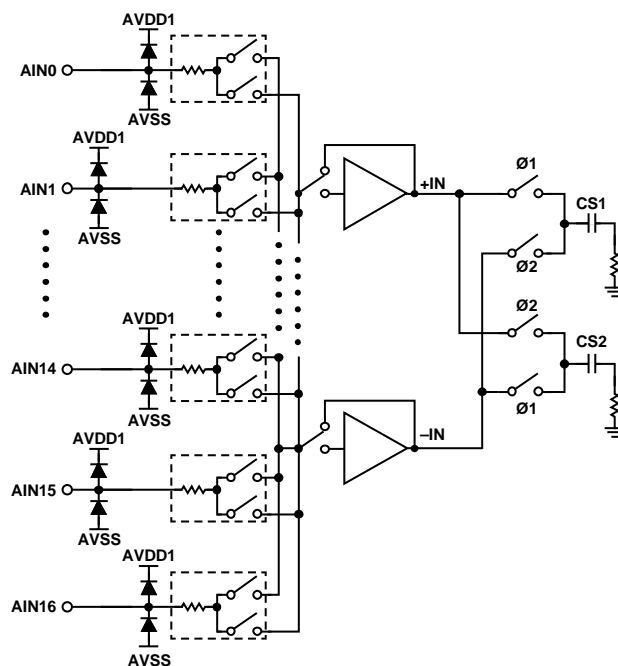 AVDD1
AIN0
AVSS
AVDD1
AIN1
AVSS
+IN
Ø1
CS1
Ø2
AVDD1
AIN14
AVSS
Ø2
CS2
Ø1
–IN
AVDD1
AIN15
AVSS
AVDD1
AIN16
AVSS